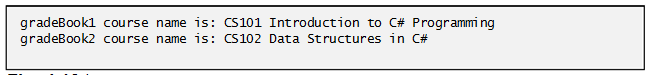 gradeBook1 course name is: CS101 Introduction to C# Programming
gradeBook2 course name is: CS102 Data Structures in C#